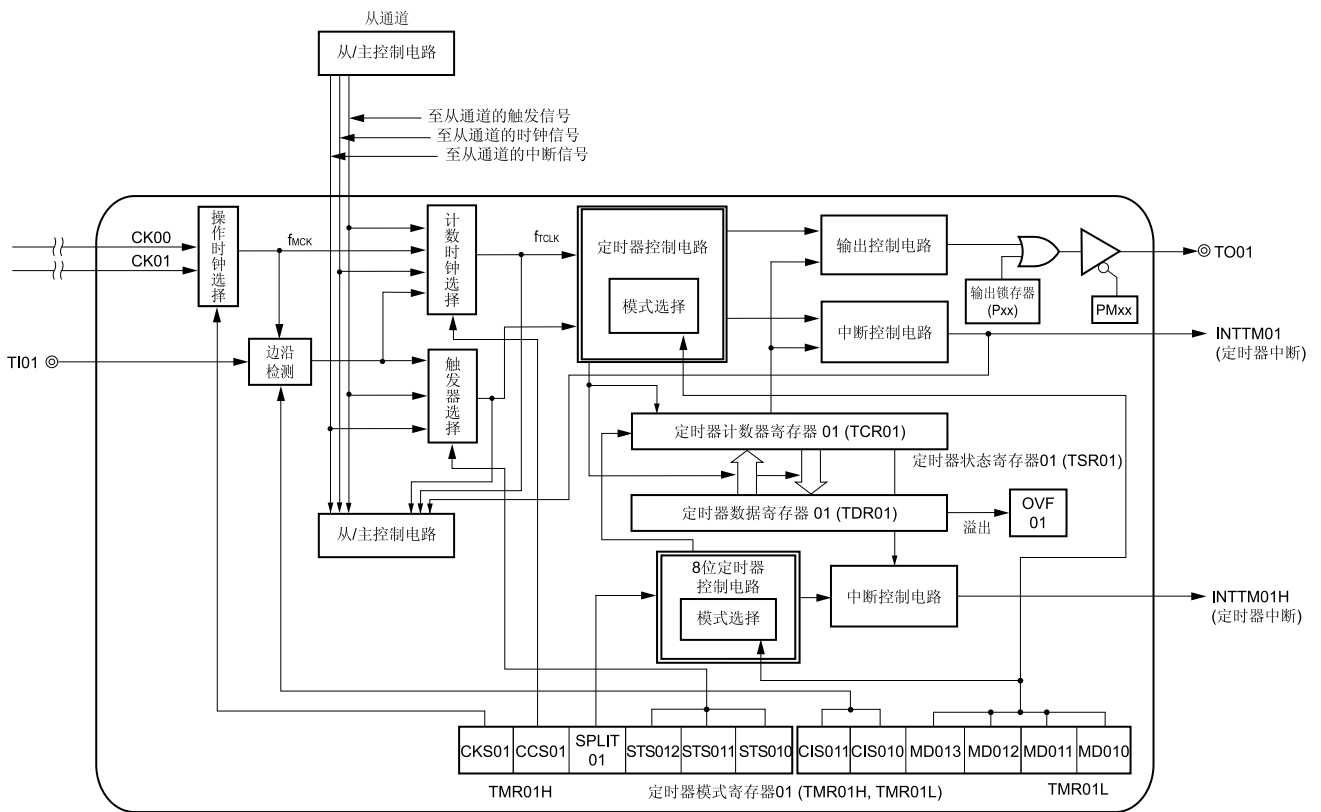 从通道
从/主控制电路
至从通道的触发信号
至从通道的时钟信号
至从通道的中断信号
CK00
CK01
操作时钟选择
fMCK
计数时钟选择
fTCLK
定时器控制电路
模式选择
输出控制电路
输出锁存器
(Pxx)
PMxx
TO01
中断控制电路
INTTM01
(定时器中断)
TI01
边沿
检测
触发器选择
定时器计数器寄存器 01 (TCR01)
定时器状态寄存器01 (TSR01)
定时器数据寄存器 01 (TDR01)
溢出
OVF
01
从/主控制电路
8位定时器
控制电路
模式选择
中断控制电路
INTTM01H
(定时器中断)
CKS01
CCS01
SPLIT
01
STS012
STS011
STS010
CIS011
CIS010
MD013
MD012
MD011
MD010
TMR01H
定时器模式寄存器01 (TMR01H, TMR01L)
TMR01L